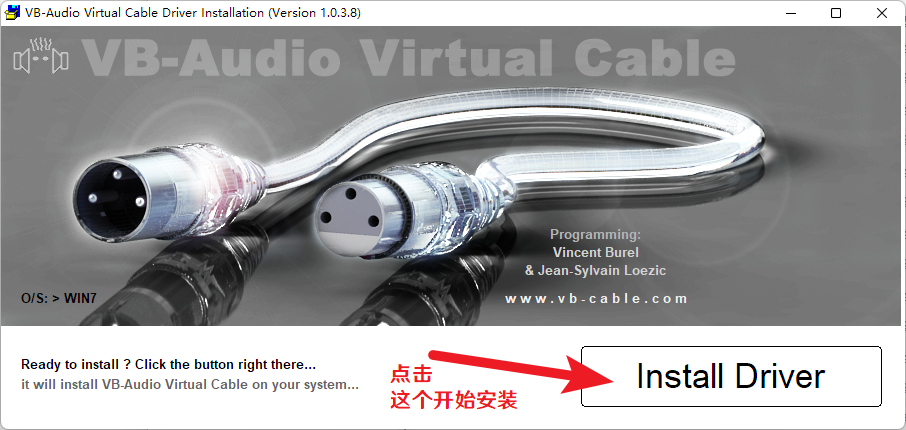 VB-Audio Virtual Cable Driver Installation (Version 1.0.3.8)
VB-Audio Virtual Cable
Programming:
Vincent Burel
& Jean-Sylvain Loezic
O/S: > WIN7
www.vb-cable.com
Ready to install ? Click the button right there...
it will install VB-Audio Virtual Cable on your system...
点击
这个开始安装
Install Driver